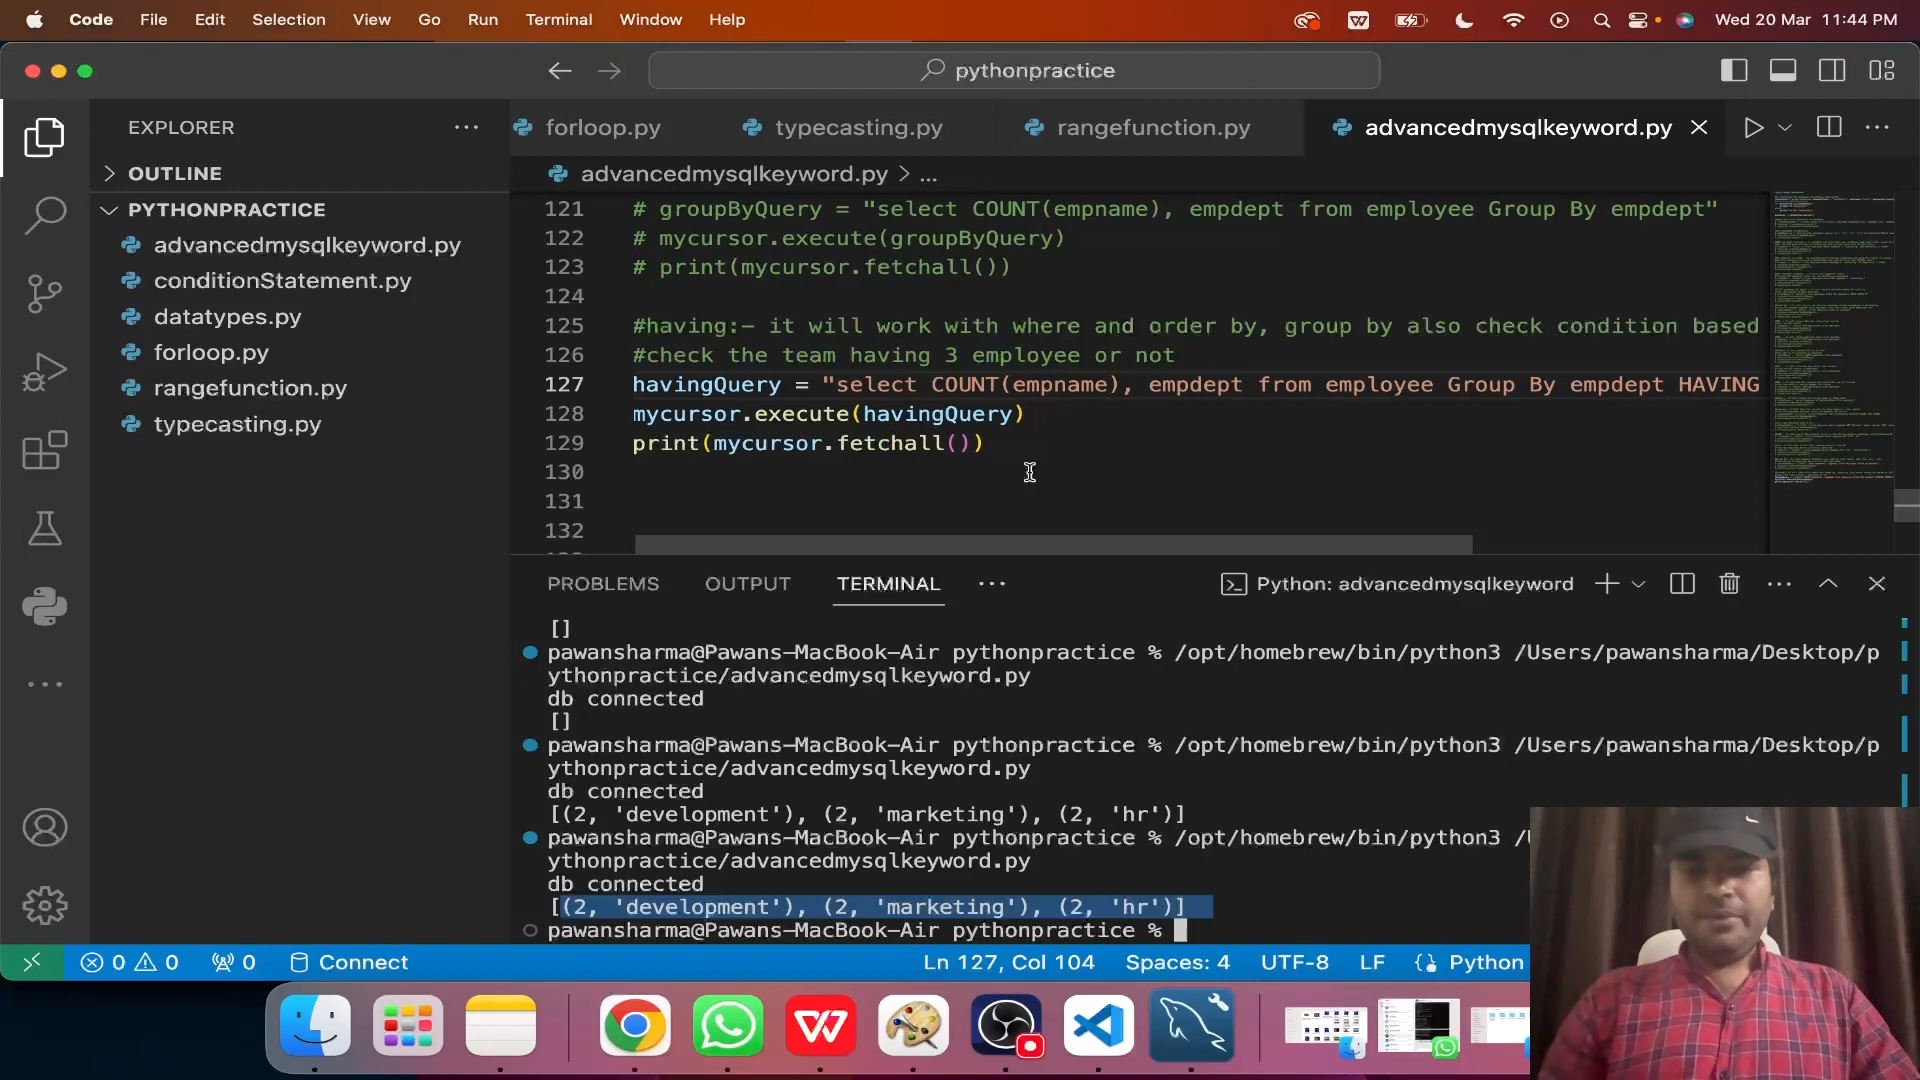 Code File Edit Selection View Go Run Terminal Window Help Wed 20 Mar 11:44 PM
pythonpractice
EXPLORER
forloop.py typecasting.py rangefunction.py advancedmysqlkeyword.py
OUTLINE
advancedmysqlkeyword.py > ...
PYTHONPRACTICE
advancedmysqlkeyword.py
conditionStatement.py
datatypes.py
forloop.py
rangefunction.py
typecasting.py
121 # groupByQuery = "select COUNT(empname), empdept from employee Group By empdept"
122 # mycursor.execute(groupByQuery)
123 # print(mycursor.fetchall())
124
125 #having:- it will work with where and order by, group by also check condition based
126 #check the team having 3 employee or not
127 havingQuery = "select COUNT(empname), empdept from employee Group By empdept HAVING
128 mycursor.execute(havingQuery)
129 print(mycursor.fetchall())
130
131
132
PROBLEMS OUTPUT TERMINAL Python: advancedmysqlkeyword
[]
pawansharma@Pawans-MacBook-Air pythonpractice % /opt/homebrew/bin/python3 /Users/pawansharma/Desktop/p
ythonpractice/advancedmysqlkeyword.py
db connected
[]
pawansharma@Pawans-MacBook-Air pythonpractice % /opt/homebrew/bin/python3 /Users/pawansharma/Desktop/p
ythonpractice/advancedmysqlkeyword.py
db connected
[(2, 'development'), (2, 'marketing'), (2, 'hr')]
pawansharma@Pawans-MacBook-Air pythonpractice % /opt/homebrew/bin/python3 /U
ythonpractice/advancedmysqlkeyword.py
db connected
[(2, 'development'), (2, 'marketing'), (2, 'hr')]
pawansharma@Pawans-MacBook-Air pythonpractice %
0 0 0 Connect Ln 127, Col 104 Spaces: 4 UTF-8 LF Python